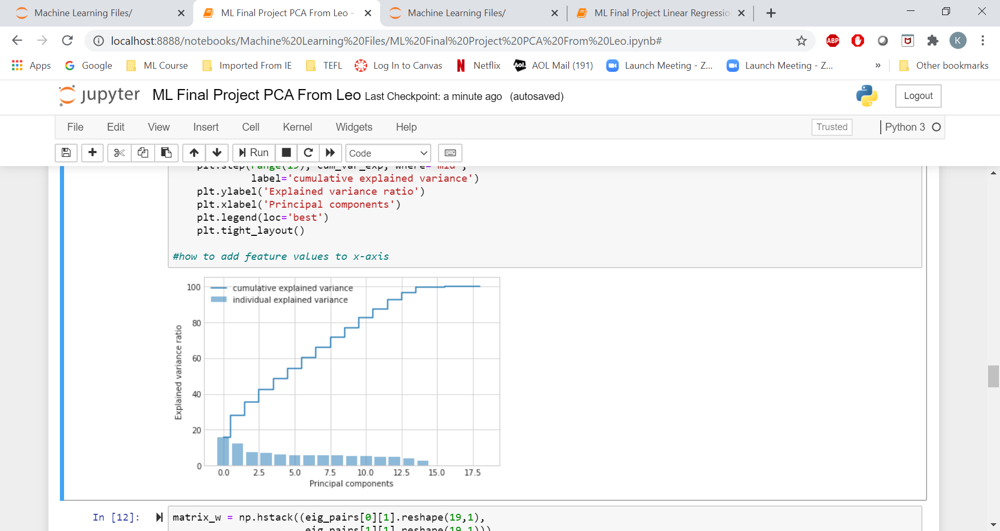 Machine Learning Files/
ML Final Project PCA From Leo -
Machine Learning Files/
ML Final Project Linear Regressio
localhost:8888/notebooks/Machine%20Learning%20Files/ML%20Final%20Project%20PCA%20From%20Leo.ipynb#
ABP
K
Apps
Google
ML Course
Imported From IE
TEFL
Log In to Canvas
Netflix
Aol.
AOL Mail (191)
Launch Meeting - Z...
Launch Meeting - Z...
»
Other bookmarks
jupyter ML Final Project PCA From Leo Last Checkpoint: a minute ago (autosaved)
Logout
File Edit View Insert Cell Kernel Widgets Help
Trusted
Python 3
Run
Code
plt.step(range(19), cum_var_exp, where='mid',
label='cumulative explained variance')
plt.ylabel('Explained variance ratio')
plt.xlabel('Principal components')
plt.legend(loc='best')
plt.tight_layout()
#how to add feature values to x-axis
cumulative explained variance
individual explained variance
100
80
60
40
20
0
Explained variance ratio
0.0 2.5 5.0 7.5 10.0 12.5 15.0 17.5
Principal components
In [12]:
matrix_w = np.hstack((eig_pairs[0][1].reshape(19,1),
eig_pairs[1][1].reshape(19,1)))